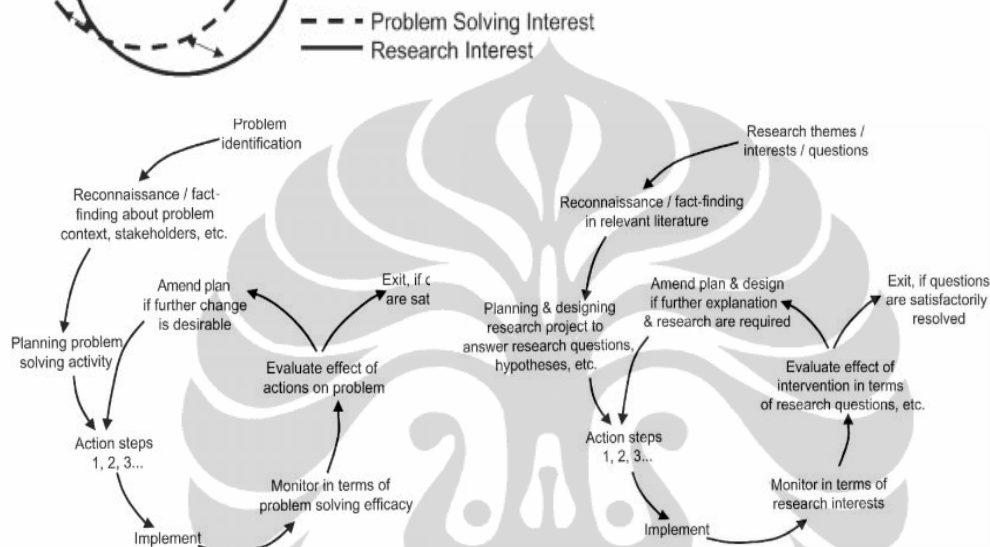 Problem Solving Interest
Research Interest
Problem
identification
Reconnaissance / fact-
finding about problem
context, stakeholders, etc.
Planning problem
solving activity
Amend plan
if further change
is desirable
Exit, if
are sat
Evaluate effect of
actions on problem
Action steps
1, 2, 3...
Monitor in terms of
problem solving efficacy
Implement
Research themes /
interests / questions
Reconnaissance / fact-finding
in relevant literature
Planning & designing
research project to
answer research questions,
hypotheses, etc.
Amend plan & design
if further explanation
& research are required
Exit, if questions
are satisfactorily
resolved
Evaluate effect of
intervention in terms
of research questions, etc.
Action steps
1, 2, 3...
Monitor in terms of
research interests
Implement